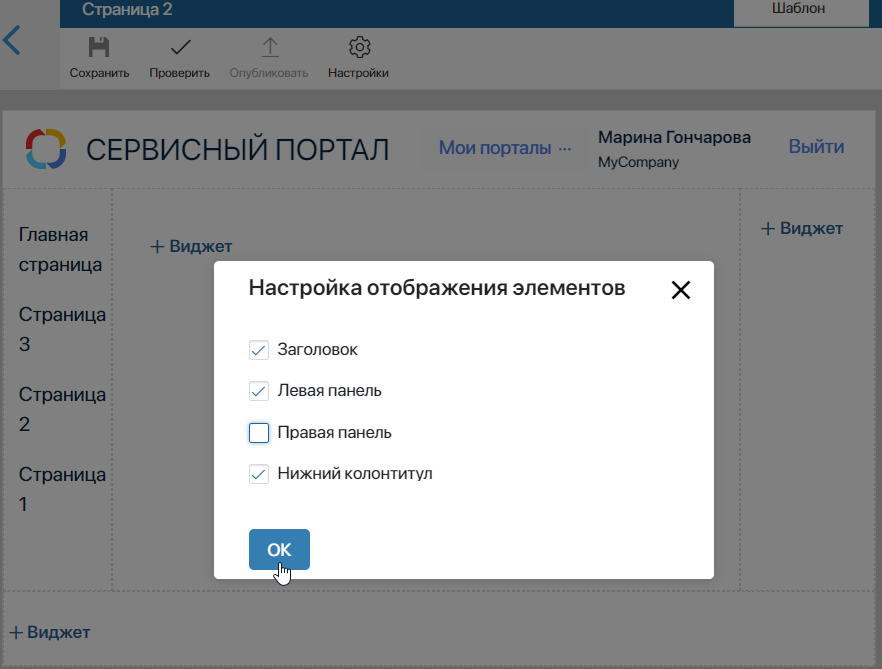 Страница 2
Шаблон
Сохранить
Проверить
Опубликовать
Настройки
СЕРВИСНЫЙ ПОРТАЛ
Мои порталы ···
Марина Гончарова
MyCompany
Выйти
Главная
страница
Страница
3
Страница
2
Страница
1
+ Виджет
+ Виджет
Настройка отображения элементов
Заголовок
Левая панель
Правая панель
Нижний колонтитул
ОК
+ Виджет